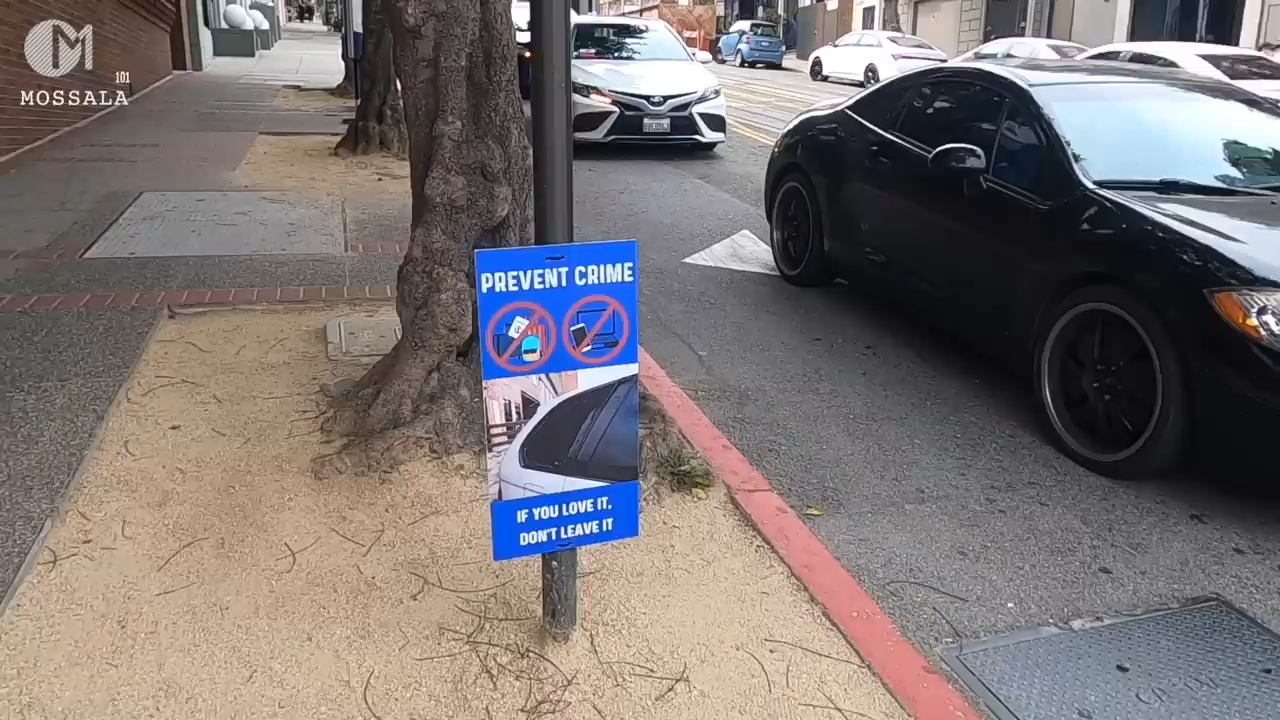 M
101
MOSSALA
PREVENT CRIME
IF YOU LOVE IT,
DON'T LEAVE IT